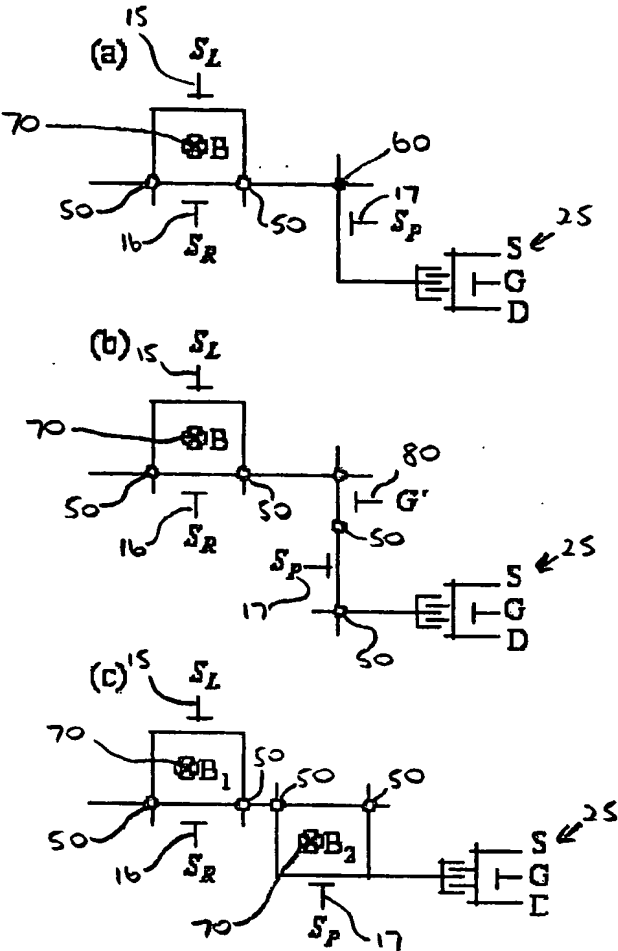 15
(a) S_L
70 B 60
50 50 17
16 S_P S 25
S_R G
D
(b) 15 S_L
70 B 80
50 50 G'
16 50
S_R S_P S 25
17 G
50 D
(c) 15 S_L
70 B_1 50 50 50
50 B_2 S 25
16 S_R G
70 D
S_P 17